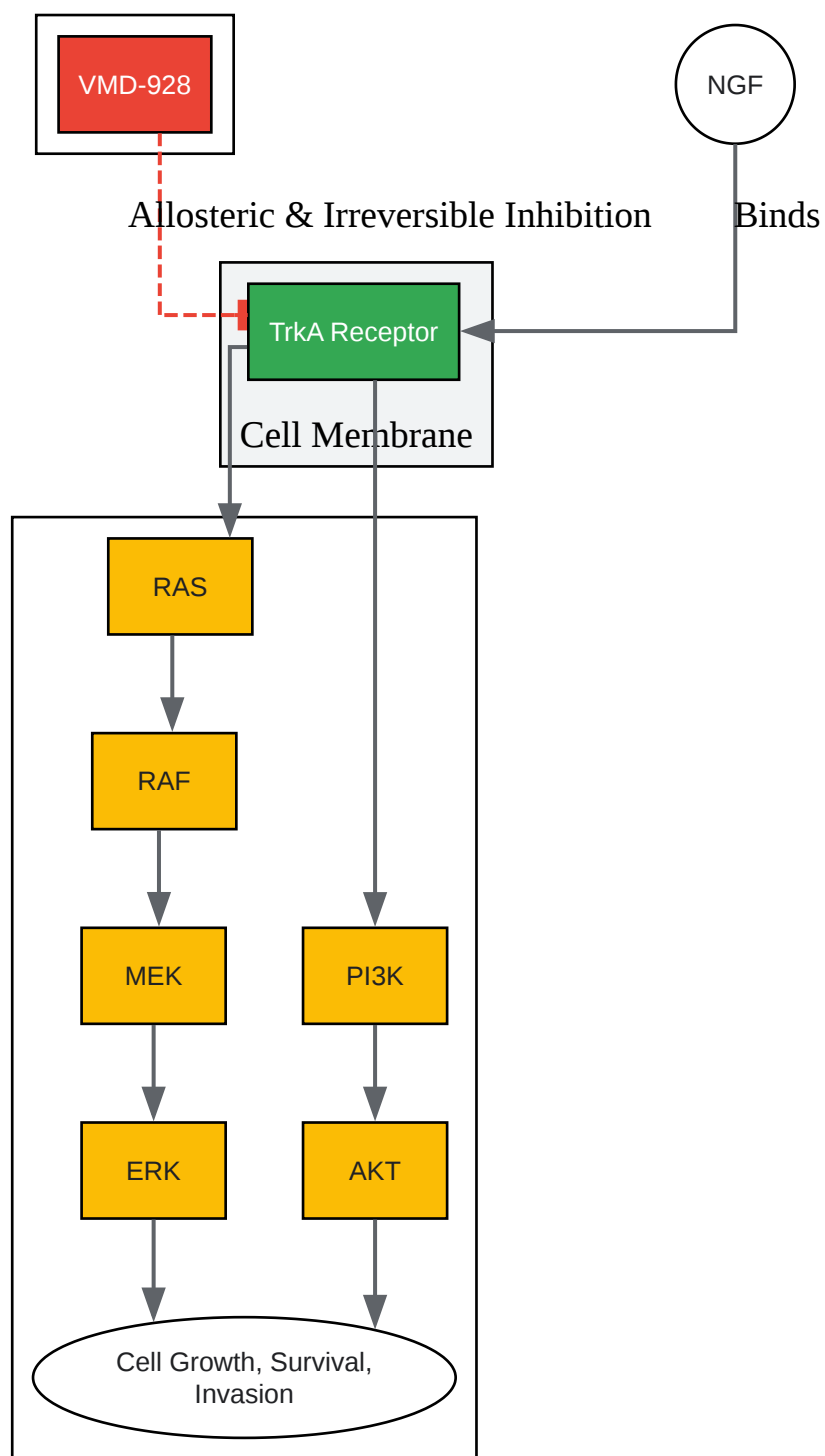 VMD-928
NGF
Allosteric & Irreversible Inhibition
Binds
TrkA Receptor
Cell Membrane
RAS
RAF
MEK
PI3K
ERK
AKT
Cell Growth, Survival,
Invasion